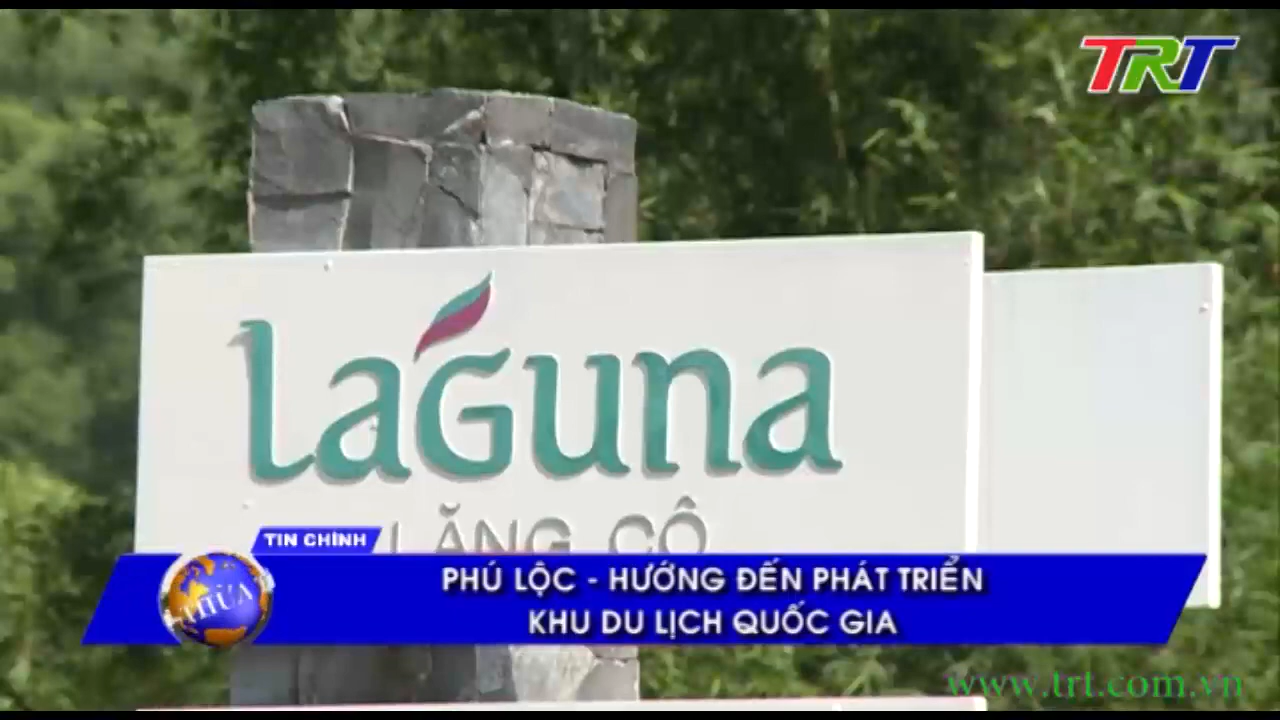 TRT
Laguna
LĂNG CÔ
TIN CHÍNH
PHÚ LỘC - HƯỚNG ĐẾN PHÁT TRIỂN
KHU DU LỊCH QUỐC GIA
www.trt.com.vn